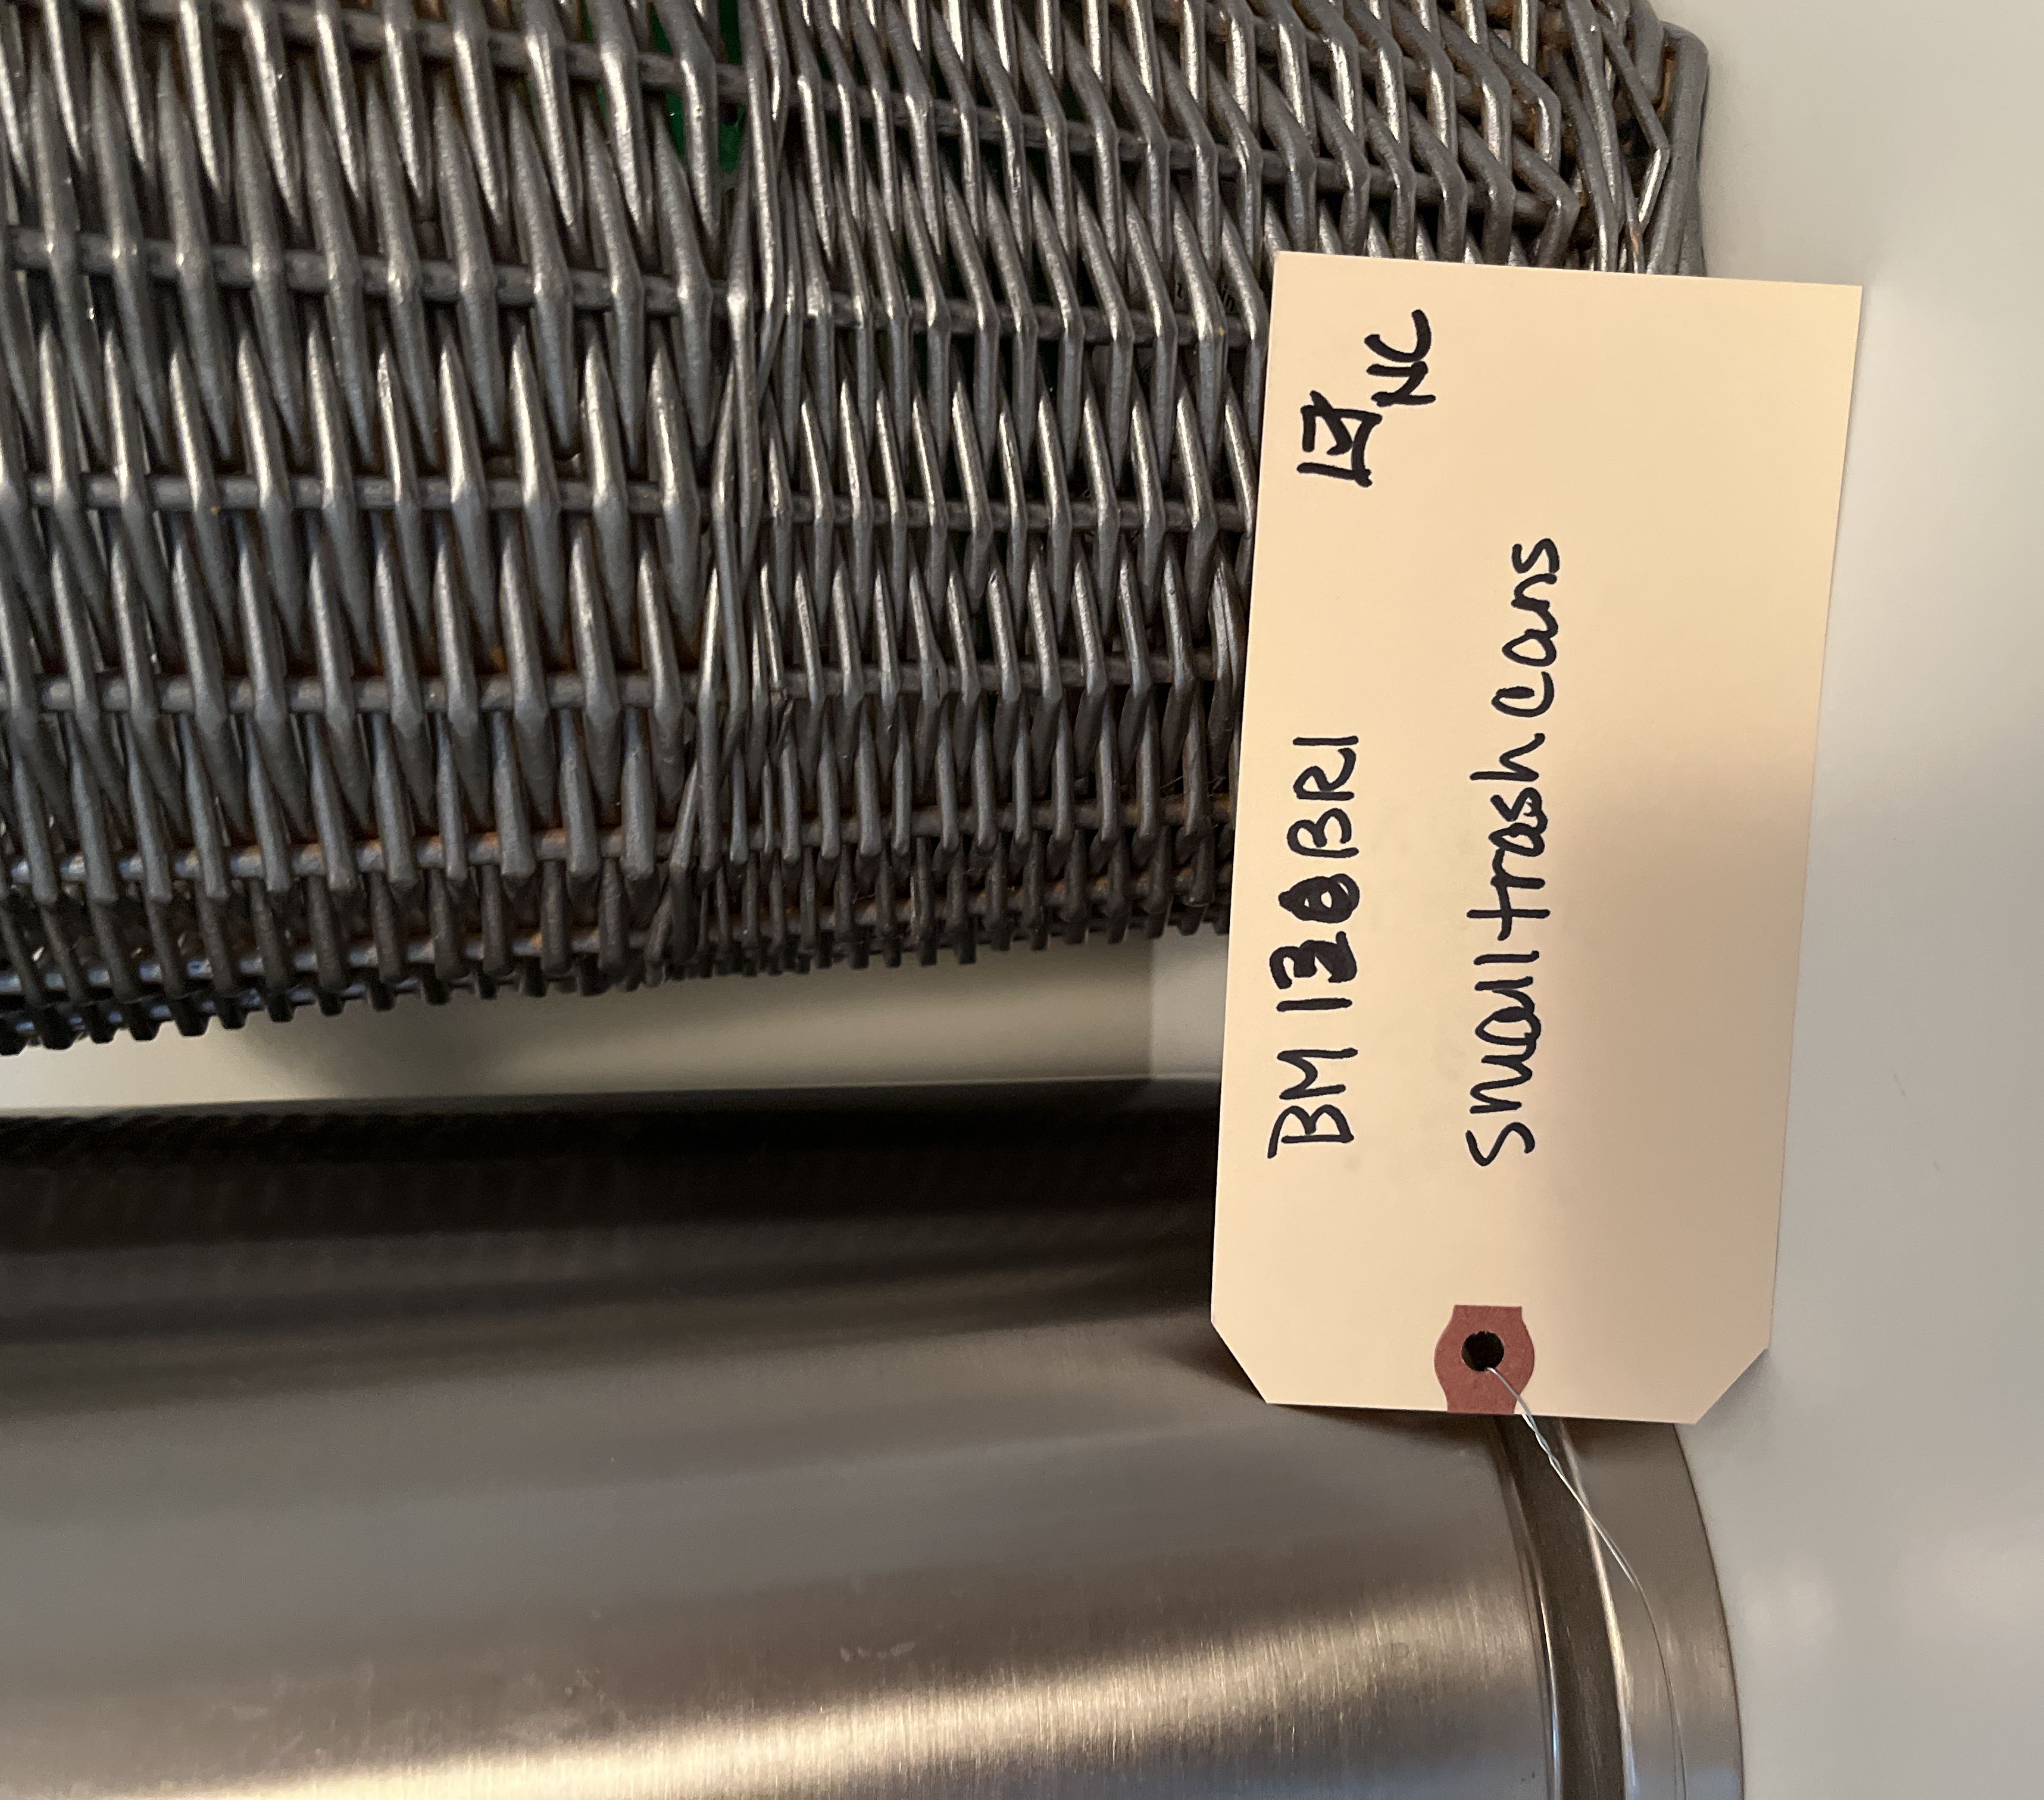 BM130BR1
☑ NC
small trash cans